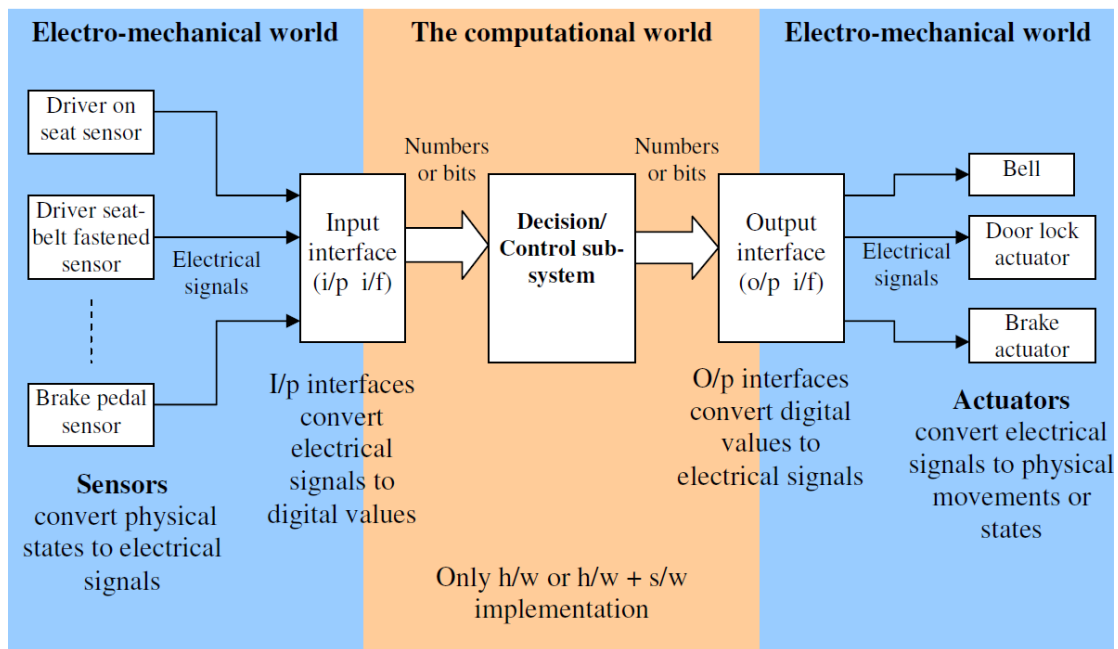 Electro-mechanical world
The computational world
Electro-mechanical world
Driver on
seat sensor
Driver seat-
belt fastened
sensor
Brake pedal
sensor
Electrical
signals
Sensors
convert physical
states to electrical
signals
Input
interface
(i/p i/f)
I/p interfaces
convert
electrical
signals to
digital values
Numbers
or bits
Decision/
Control sub-
system
Numbers
or bits
Only h/w or h/w + s/w
implementation
Output
interface
(o/p i/f)
O/p interfaces
convert digital
values to
electrical signals
Electrical
signals
Bell
Door lock
actuator
Brake
actuator
Actuators
convert electrical
signals to physical
movements or
states